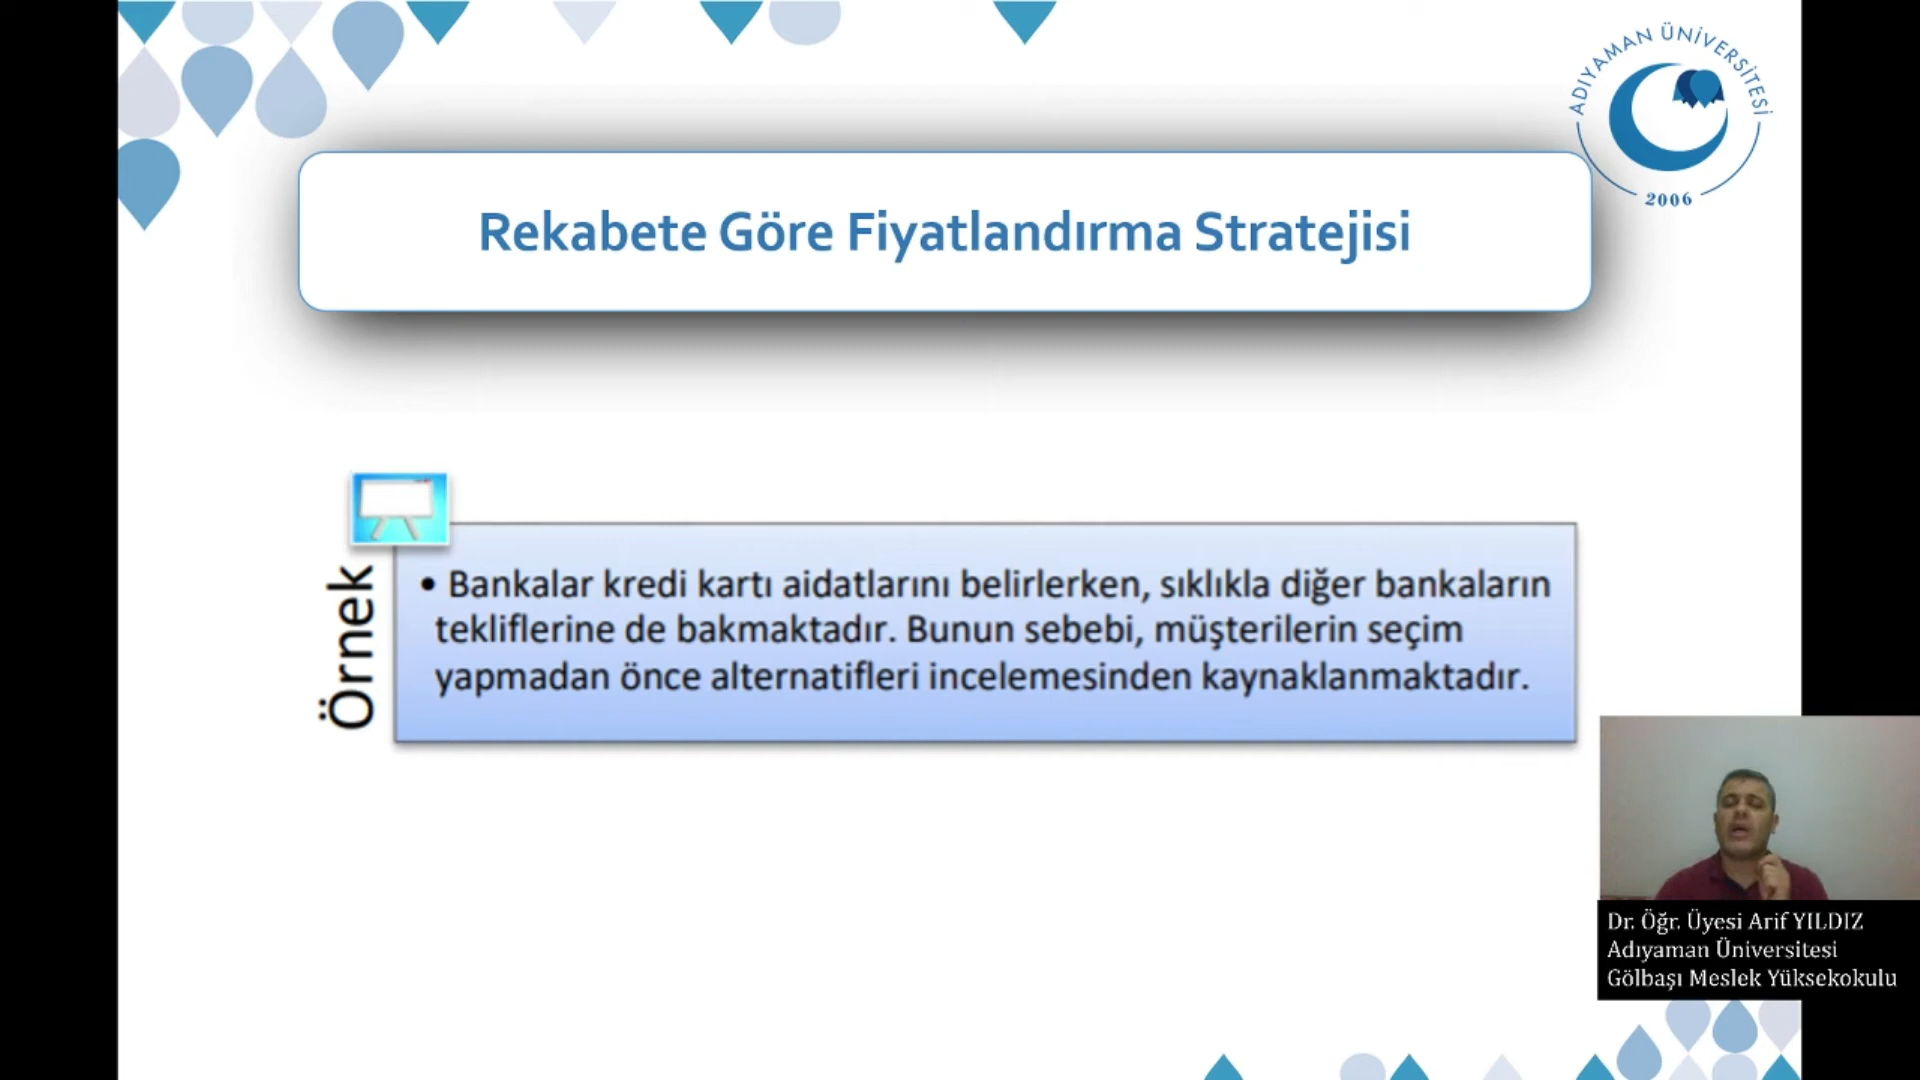 ADIYAMAN ÜNİVERSİTESİ
2006
Rekabete Göre Fiyatlandırma Stratejisi
Örnek
• Bankalar kredi kartı aidatlarını belirlerken, sıklıkla diğer bankaların
tekliflerine de bakmaktadır. Bunun sebebi, müşterilerin seçim
yapmadan önce alternatifleri incelemesinden kaynaklanmaktadır.
Dr. Öğr. Üyesi Arif YILDIZ
Adıyaman Üniversitesi
Gölbaşı Meslek Yüksekokulu